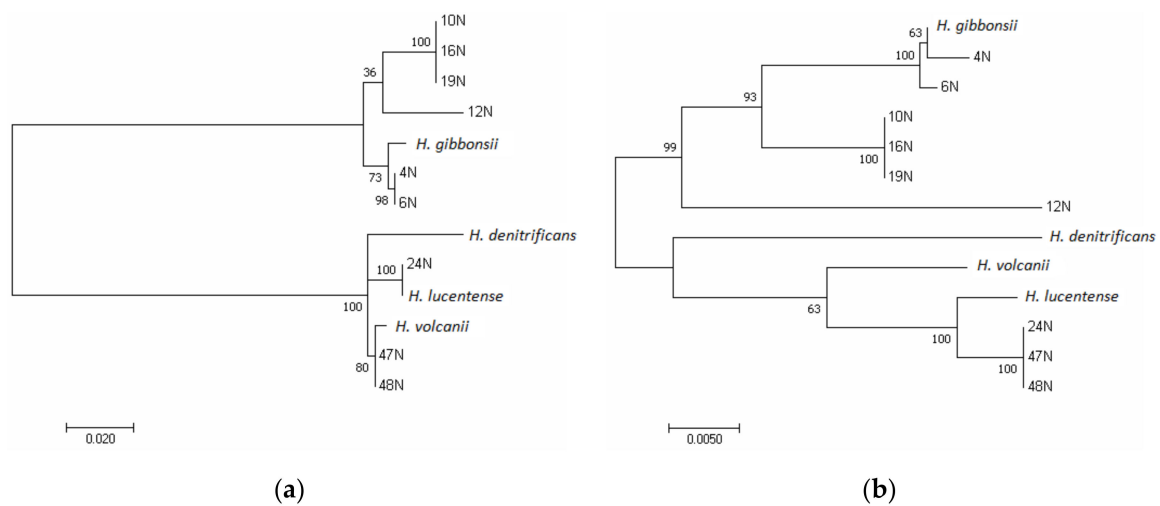 10N
100
16N
36
19N
12N
H. gibbonsii
4N
73
98
6N
H. denitrificans
24N
100
H. lucentense
100
H. volcanii
47N
80
48N
0.020
(a)
H. gibbonsii
63
4N
100
6N
93
10N
16N
99
100
19N
12N
H. denitrificans
H. volcanii
H. lucentense
63
24N
100
47N
100
48N
0.0050
(b)